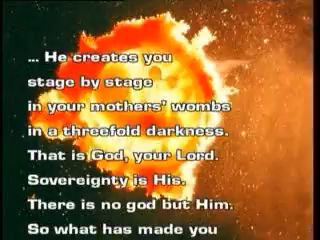 ... He creates you
stage by stage
in your mothers' wombs
in a threefold darkness.
That is God, your Lord.
Sovereignty is His.
There is no god but Him.
So what has made you